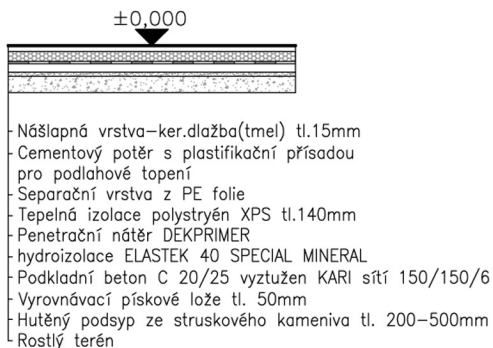 ±0,000
Nášlapná vrstva-ker.dlažba(tmel) tl.15mm
Cementový potěr s plastifikační přísadou
pro podlahové topení
Separační vrstva z PE folie
Tepelná izolace polystyrén XPS tl.140mm
Penetrační nátěr DEKPRIMER
hydroizolace ELASTEK 40 SPECIAL MINERAL
Podkladní beton C 20/25 vyztužen KARI sítí 150/150/6
Vyrovnávací pískové lože tl. 50mm
Hutěný podsyp ze struskového kameniva tl. 200-500mm
Rostlý terén